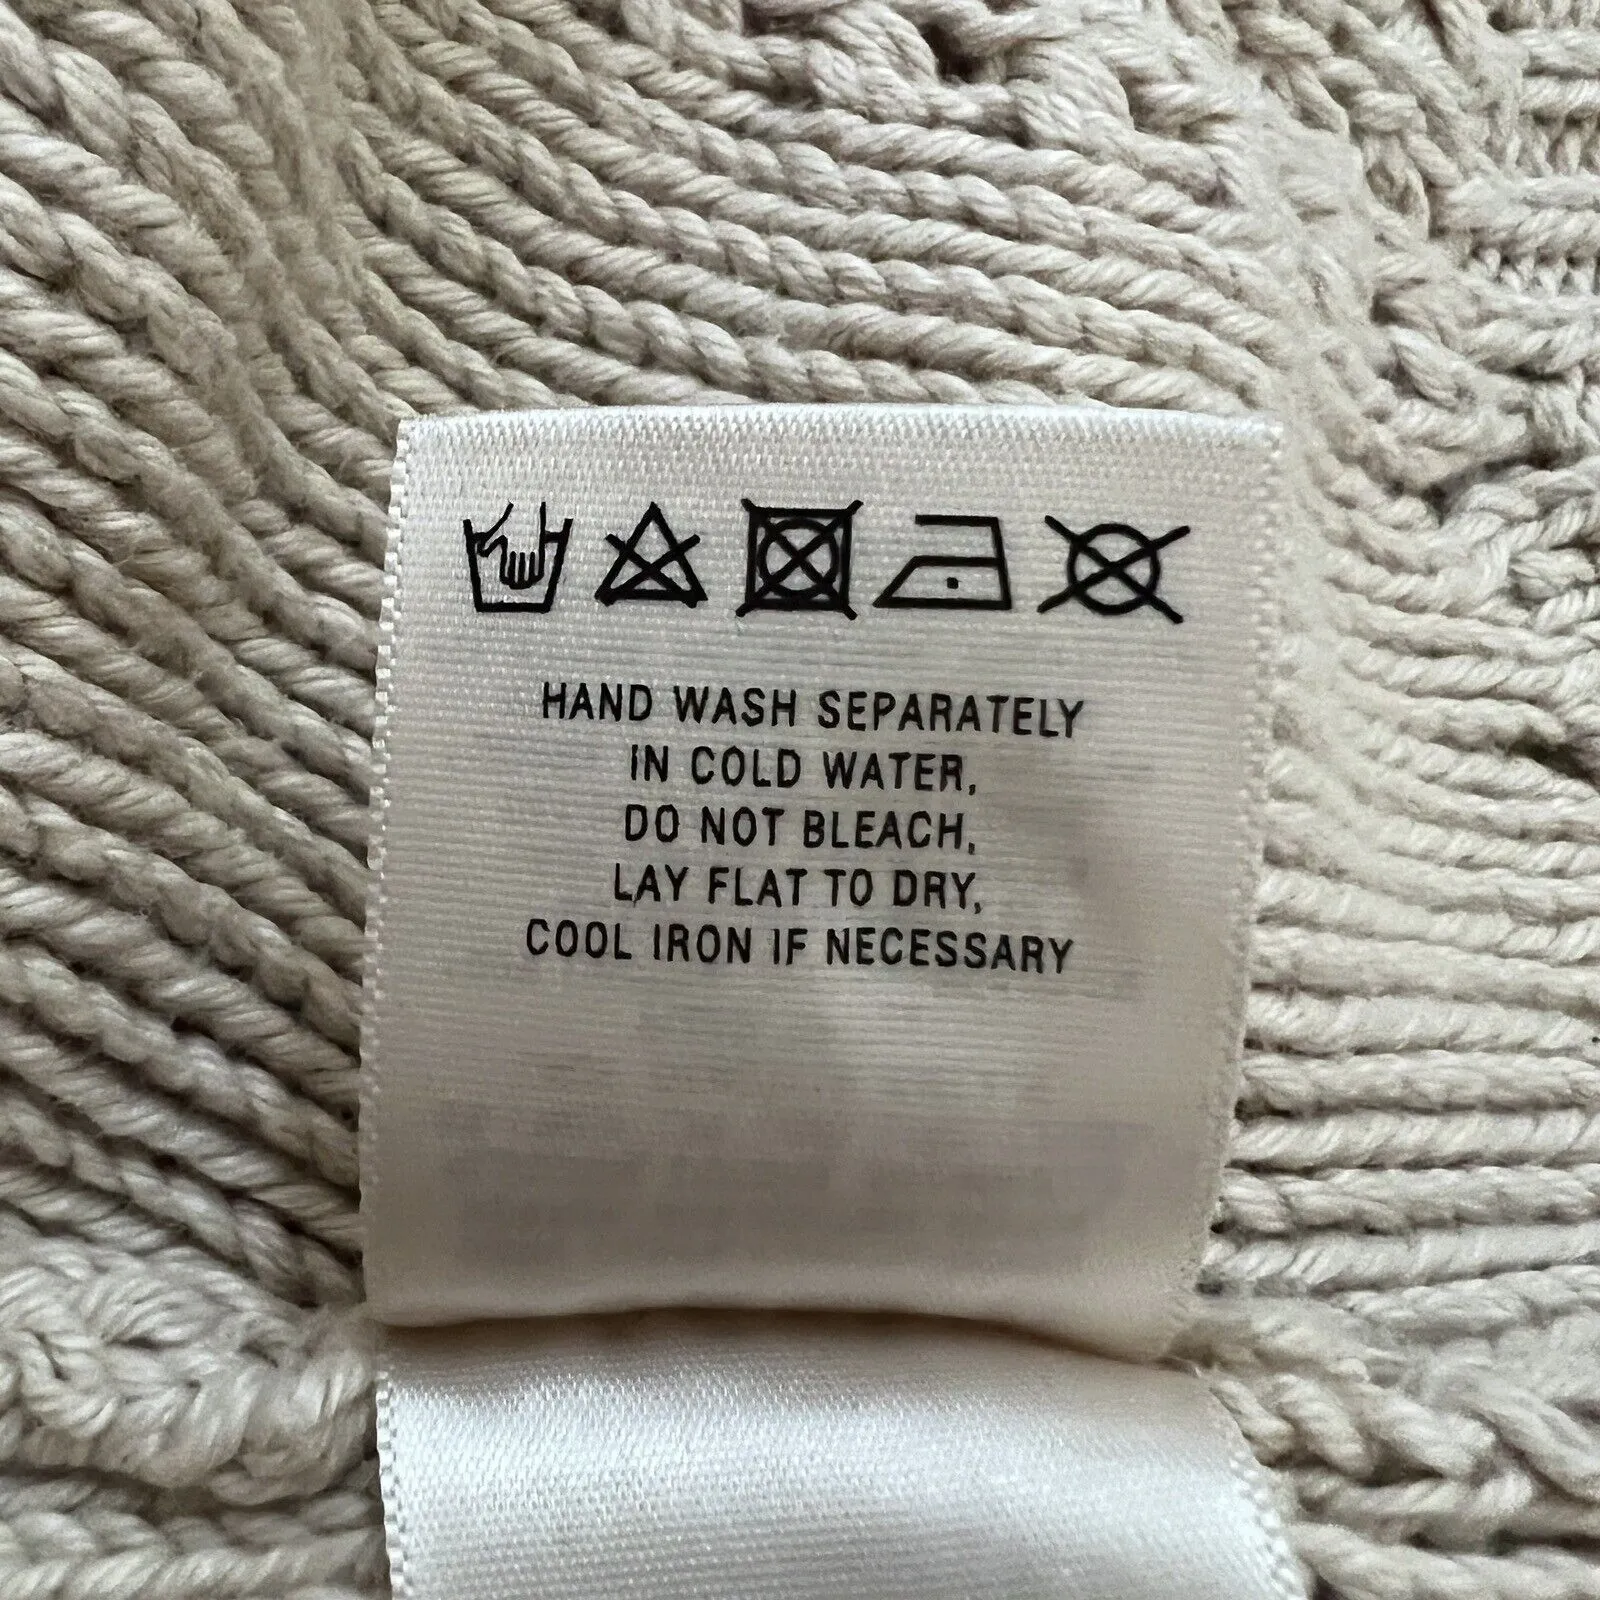 HAND WASH SEPARATELY
IN COLD WATER,
DO NOT BLEACH,
LAY FLAT TO DRY,
COOL IRON IF NECESSARY